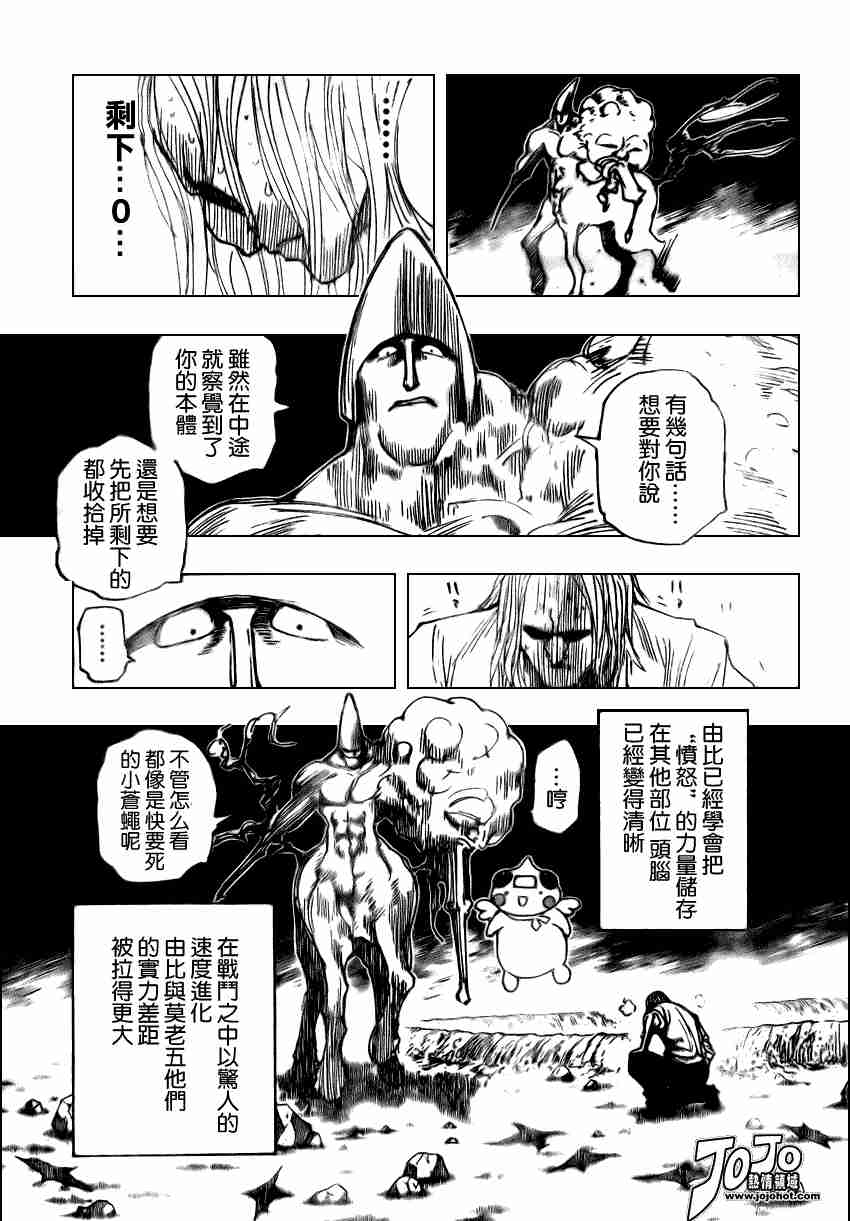 ……
剩下…0…
有幾句話……
想要對你說
雖然在中途
就察覺到了
你的本體
還是想要
先把所剩下的
都收拾掉
……
由比已經學會把
“憤怒”的力量儲存
在其他部位 頭腦
已經變得清晰
…哼
不管怎么看
都像是快要死
的小蒼蠅呢
在戰鬥之中以驚人的
速度進化
由比與莫老五他們
的實力差距
被拉得更大
JOJO
熱情領域
www.jojohot.com